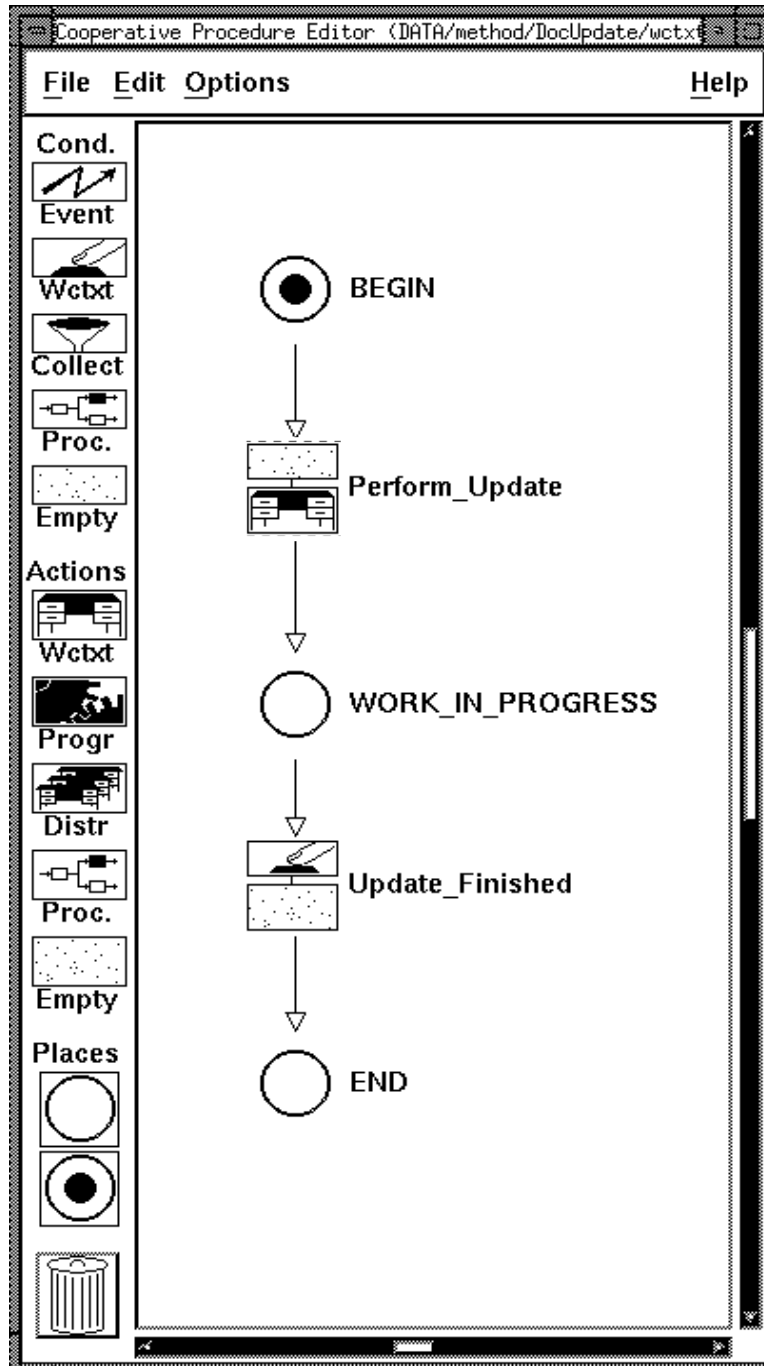 Cooperative Procedure Editor (DATA/method/DocUpdate/wctxt
File Edit Options Help
Cond.
Event
Wctxt
Collect
Proc.
Empty
Actions
Wctxt
Progr
Distr
Proc.
Empty
Places
BEGIN
Perform_Update
WORK_IN_PROGRESS
Update_Finished
END